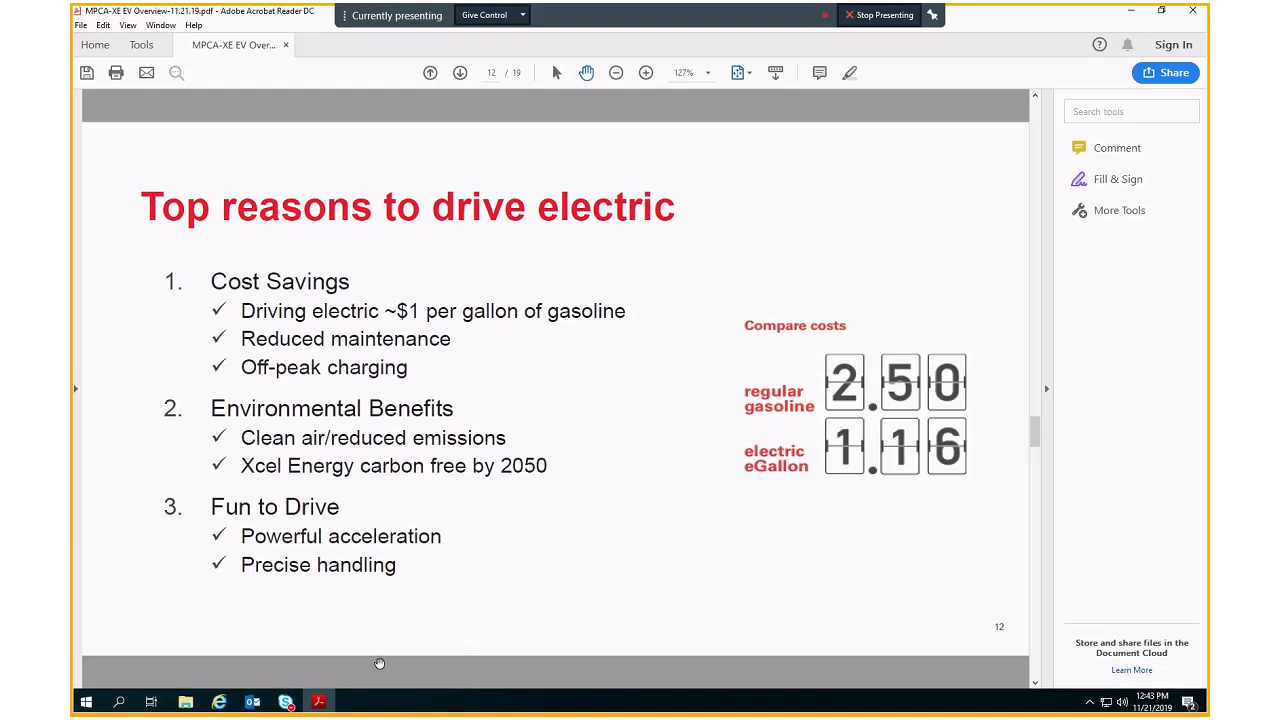 MPCA-XE EV Overview-11.21.19.pdf - Adobe Acrobat Reader DC
Currently presenting
Give Control
Stop Presenting
File Edit View Window Help
Home Tools MPCA-XE EV Over... ×
Sign In
12 / 19
127%
Share
Search tools
Comment
Fill & Sign
More Tools
Top reasons to drive electric
1. Cost Savings
✓ Driving electric ~$1 per gallon of gasoline
✓ Reduced maintenance
✓ Off-peak charging
2. Environmental Benefits
✓ Clean air/reduced emissions
✓ Xcel Energy carbon free by 2050
3. Fun to Drive
✓ Powerful acceleration
✓ Precise handling
Compare costs
regular
gasoline
2.50
electric
eGallon
1.16
12
Store and share files in the
Document Cloud
Learn More
12:43 PM
11/21/2019
2